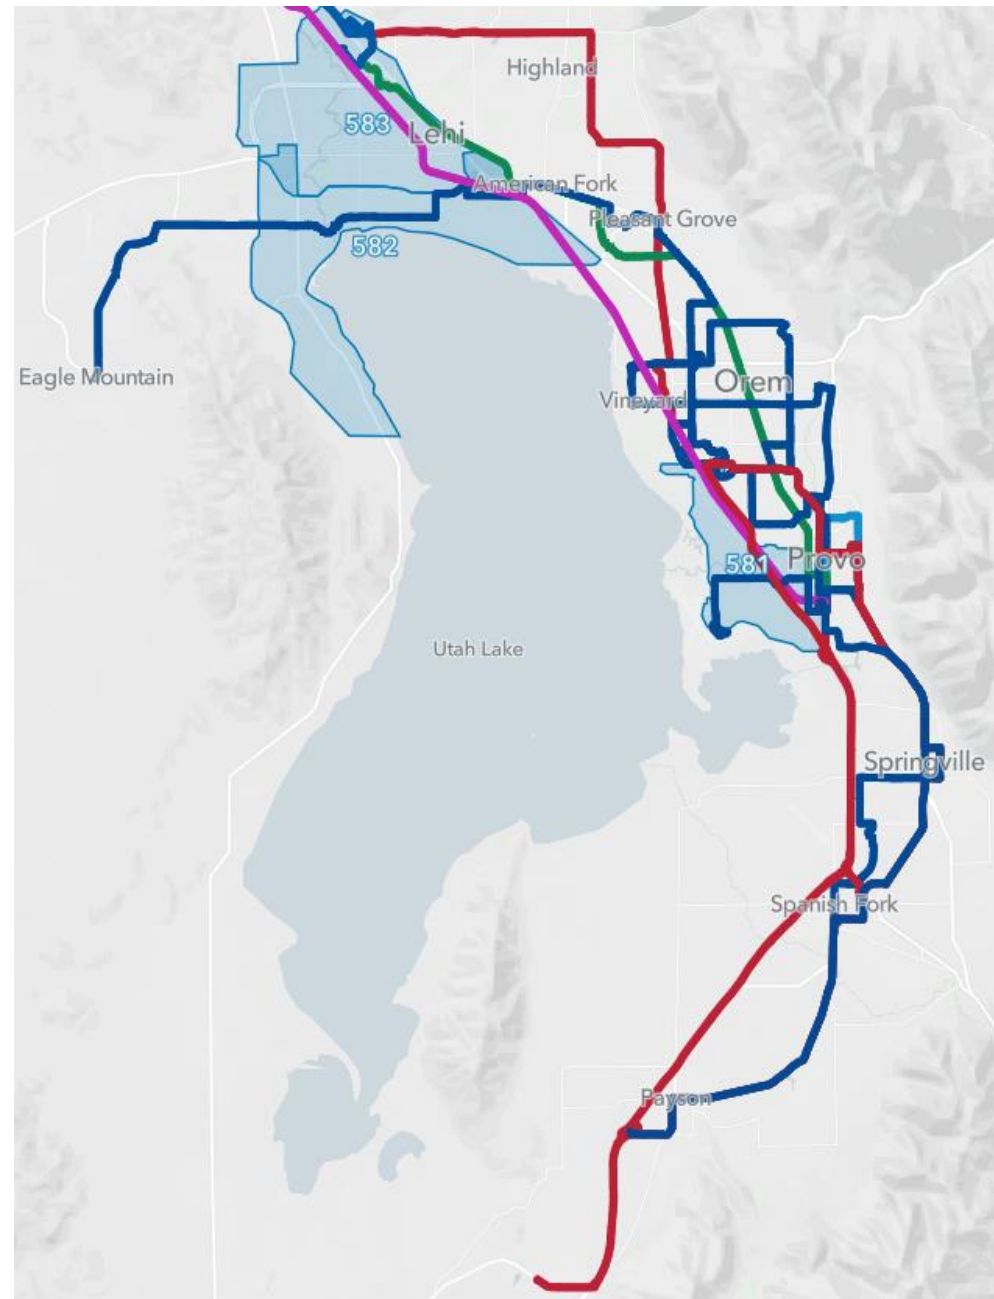 Highland
583
Lehi
American Fork
Pleasant Grove
582
Eagle Mountain
Orem
Vineyard
Provo
581
Utah Lake
Springville
Spanish Fork
Payson